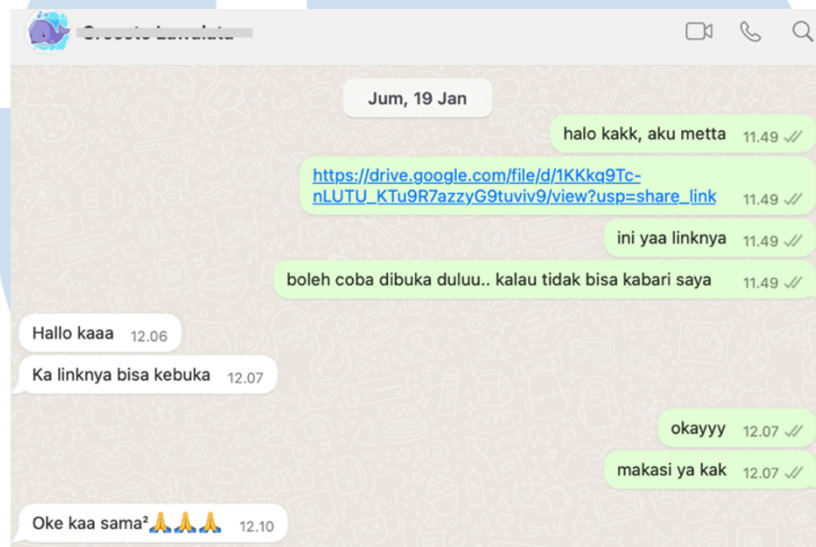 Jum, 19 Jan
halo kakk, aku metta 11.49
https://drive.google.com/file/d/1KKkq9Tc-
nLUTU_KTu9R7azzyG9tuviv9/view?usp=share_link 11.49
ini yaa linknya 11.49
boleh coba dibuka duluu.. kalau tidak bisa kabari saya 11.49
Hallo kaaa 12.06
Ka linknya bisa kebuka 12.07
okayyy 12.07
makasi ya kak 12.07
Oke kaa sama²🙏🙏🙏 12.10